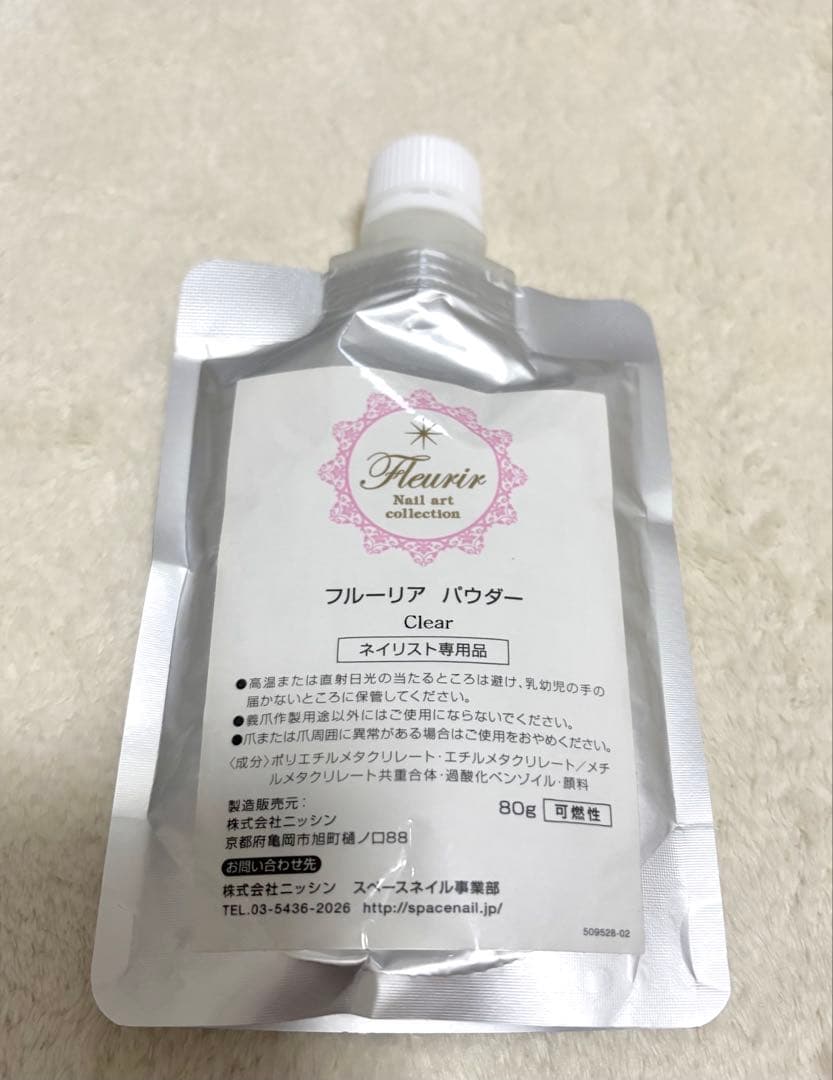 Fleurir
Nail art
collection
フルーリア パウダー
Clear
ネイリスト専用品
●高温または直射日光の当たるところは避け、乳幼児の手の
届かないところに保管してください。
●義爪作製用途以外にはご使用にならないでください。
●爪または爪周囲に異常がある場合はご使用をおやめください。
〈成分〉ポリエチルメタクリレート・エチルメタクリレート／メチ
ルメタクリレート共重合体・過酸化ベンゾイル・顔料
製造販売元： 80g 可燃性
株式会社ニッシン
京都府亀岡市旭町樋ノ口88
お問い合わせ先
株式会社ニッシン スペースネイル事業部
TEL.03-5436-2026 http://spacenail.jp/
509528-02